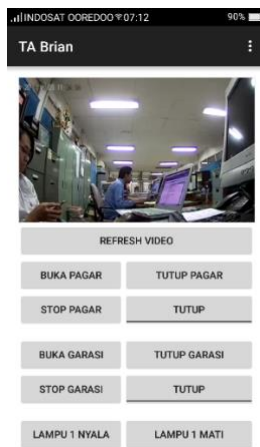 INDOSAT OOREDOO 07:12 90%
TA Brian
REFRESH VIDEO
BUKA PAGAR TUTUP PAGAR
STOP PAGAR TUTUP
BUKA GARASI TUTUP GARASI
STOP GARASI TUTUP
LAMPU 1 NYALA LAMPU 1 MATI